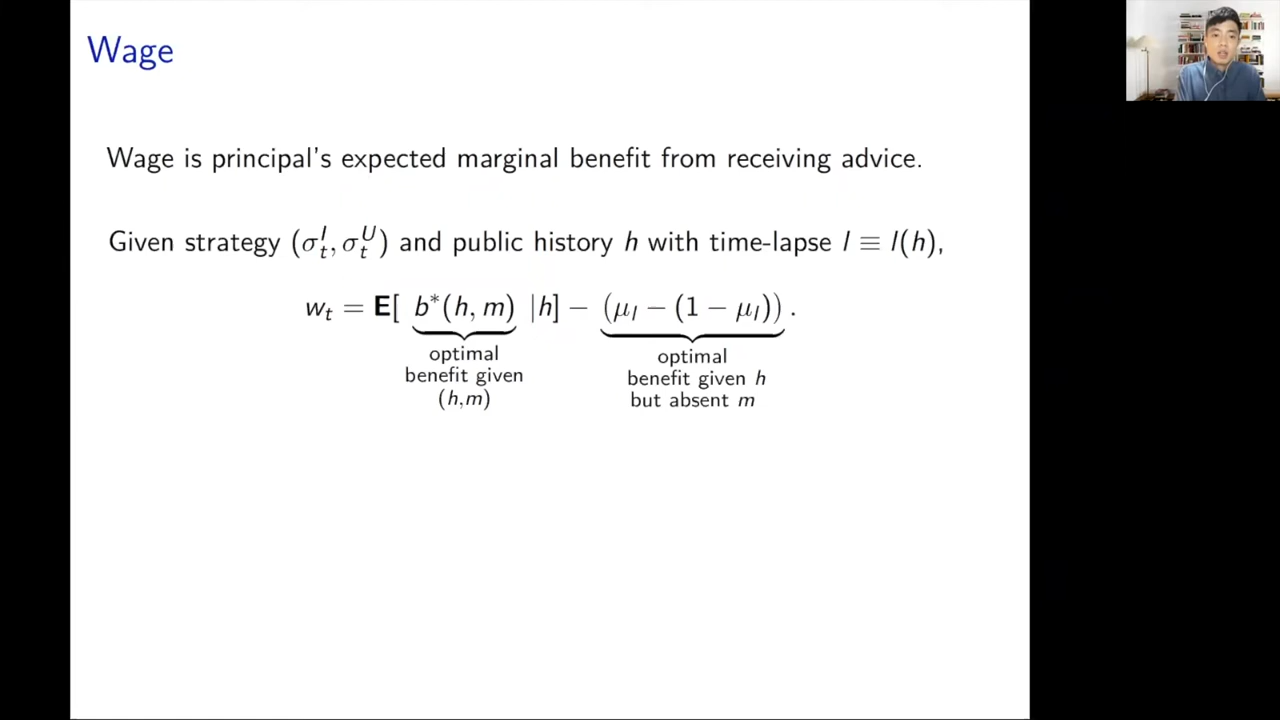 Wage
Wage is principal's expected marginal benefit from receiving advice.
Given strategy (σ_t^I, σ_t^U) and public history h with time-lapse l ≡ l(h),
w_t = E[ b*(h, m) |h] − (μ_l − (1 − μ_l)) .
optimal
benefit given
(h,m)
optimal
benefit given h
but absent m